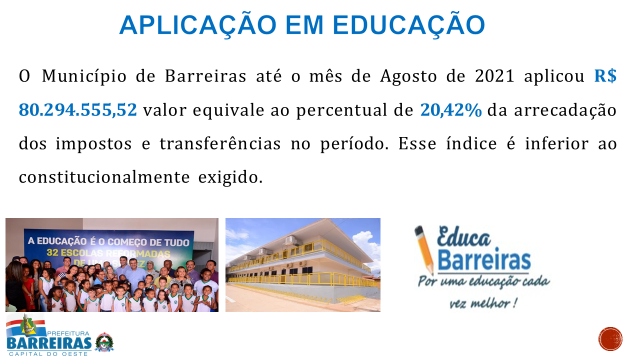 APLICAÇÃO EM EDUCAÇÃO
O Município de Barreiras até o mês de Agosto de 2021 aplicou R$
80.294.555,52 valor equivale ao percentual de 20,42% da arrecadação
dos impostos e transferências no período. Esse índice é inferior ao
constitucionalmente exigido.
A EDUCAÇÃO É O COMEÇO DE TUDO
32 ESCOLAS REFORMADAS
Educa
Barreiras
Por uma educação cada
vez melhor !
PREFEITURA
BARREIRAS
CAPITAL DO OESTE